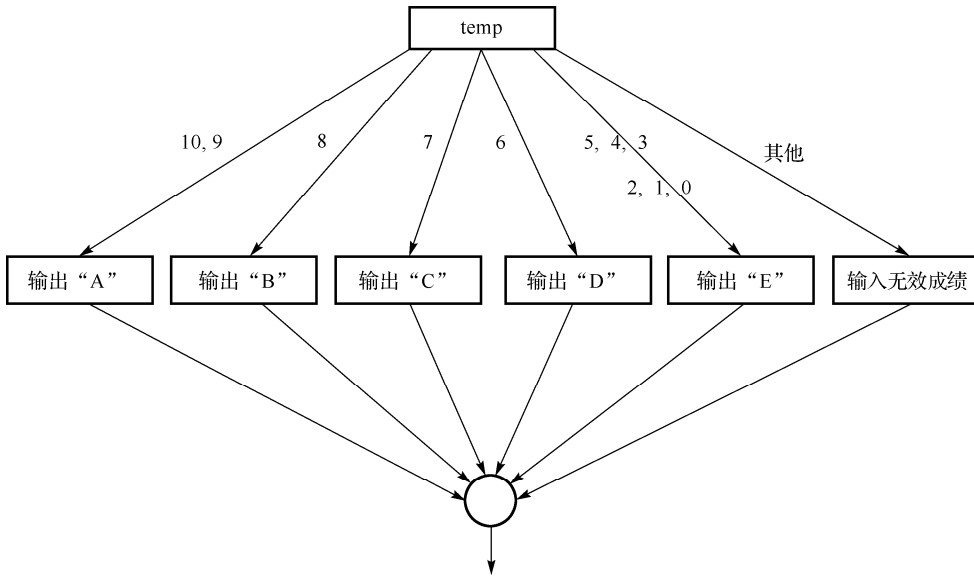 temp
10, 9
8
7
6
5, 4, 3
2, 1, 0
其他
输出“A”
输出“B”
输出“C”
输出“D”
输出“E”
输入无效成绩